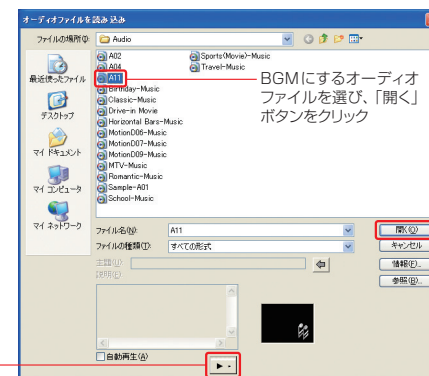 オーディオファイルを読み込み
ファイルの場所(I):
Audio
最近使ったファイル
デスクトップ
マイ ドキュメント
マイ コンピュータ
マイ ネットワーク
A02
A04
A11
Birthday-Music
Classic-Music
Drive-in Movie
Horizontal Bars-Music
MotionD06-Music
MotionD07-Music
MotionD09-Music
MTV-Music
Romantic-Music
Sample-A01
School-Music
Sports(Movie)-Music
Travel-Music
BGMにするオーディオ
ファイルを選び、「開く」
ボタンをクリック
ファイル名(N):
A11
開く(O)
ファイルの種類(T):
すべての形式
キャンセル
主題(U):
情報(F)...
説明(E):
参照(B)...
自動再生(A)